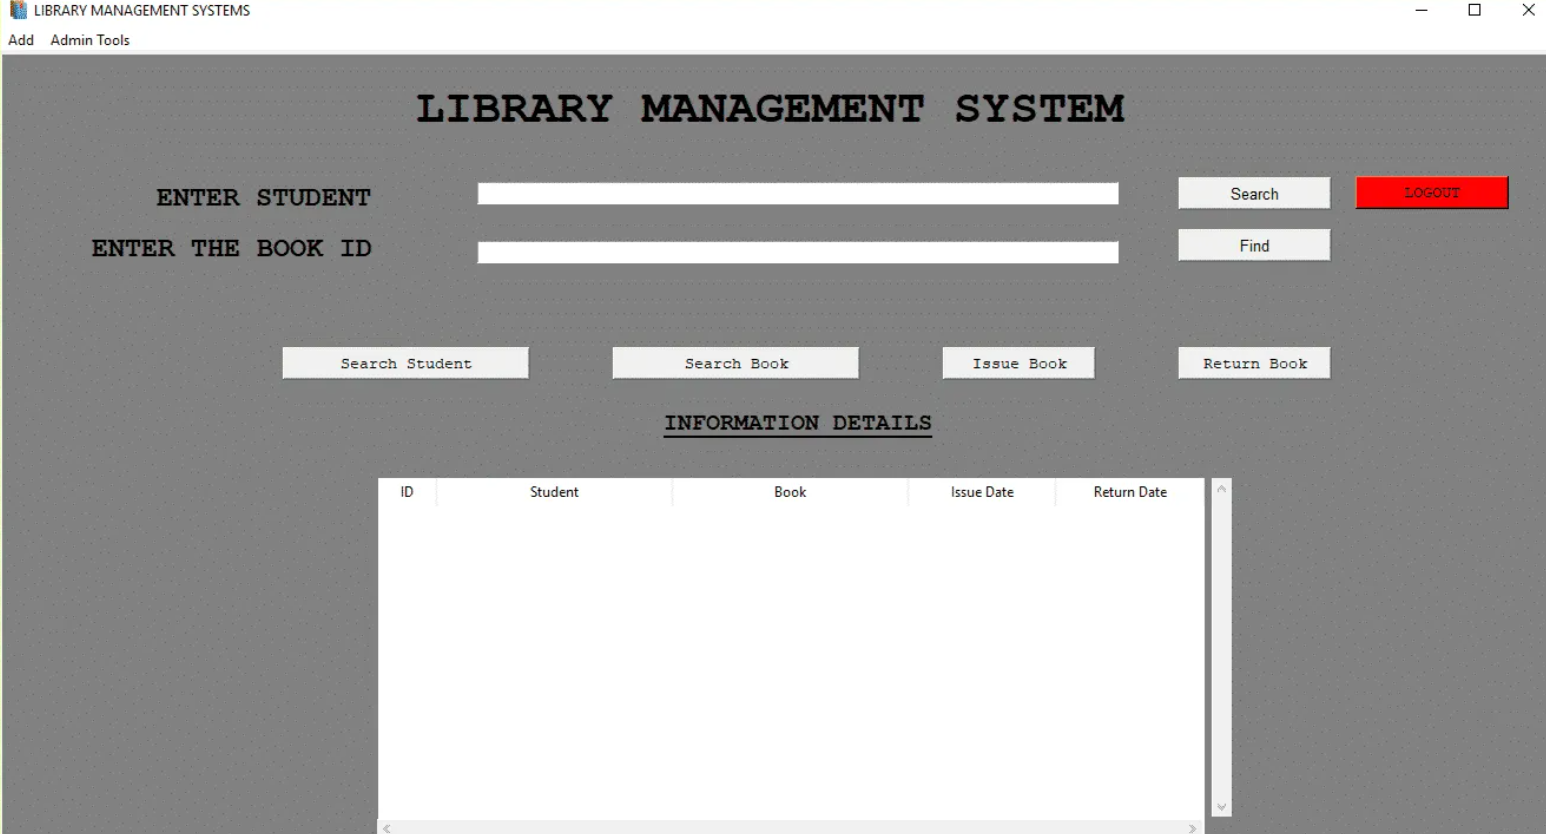 LIBRARY MANAGEMENT SYSTEMS
Add Admin Tools
LIBRARY MANAGEMENT SYSTEM
ENTER STUDENT Search LOGOUT
ENTER THE BOOK ID Find
Search Student Search Book Issue Book Return Book
INFORMATION DETAILS
ID Student Book Issue Date Return Date